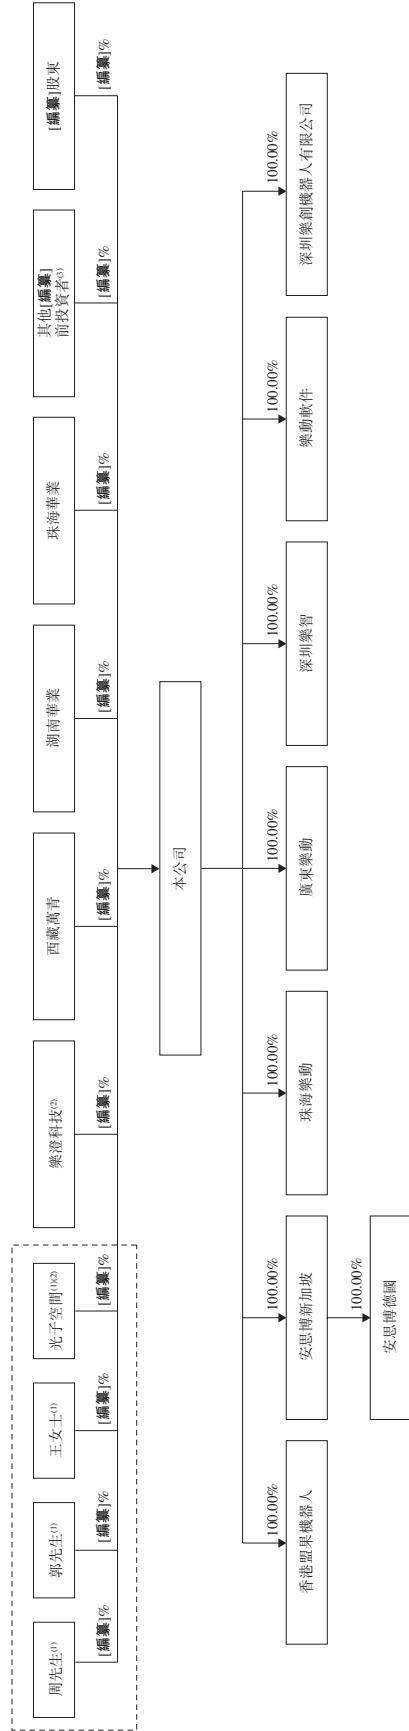 周先生(1)
郭先生(1)
王女士(1)
光子空間(1)(2)
樂澄科技(2)
西藏萬青
湖南華業
珠海華業
其他[編纂]
前投資者(3)
[編纂]股東
[編纂]%
[編纂]%
[編纂]%
[編纂]%
[編纂]%
[編纂]%
[編纂]%
[編纂]%
[編纂]%
[編纂]%
本公司
100.00%
100.00%
100.00%
100.00%
100.00%
100.00%
100.00%
香港盟果機器人
安思博新加坡
珠海樂動
廣東樂動
深圳樂智
樂動軟件
深圳樂創機器人有限公司
100.00%
安思博德國